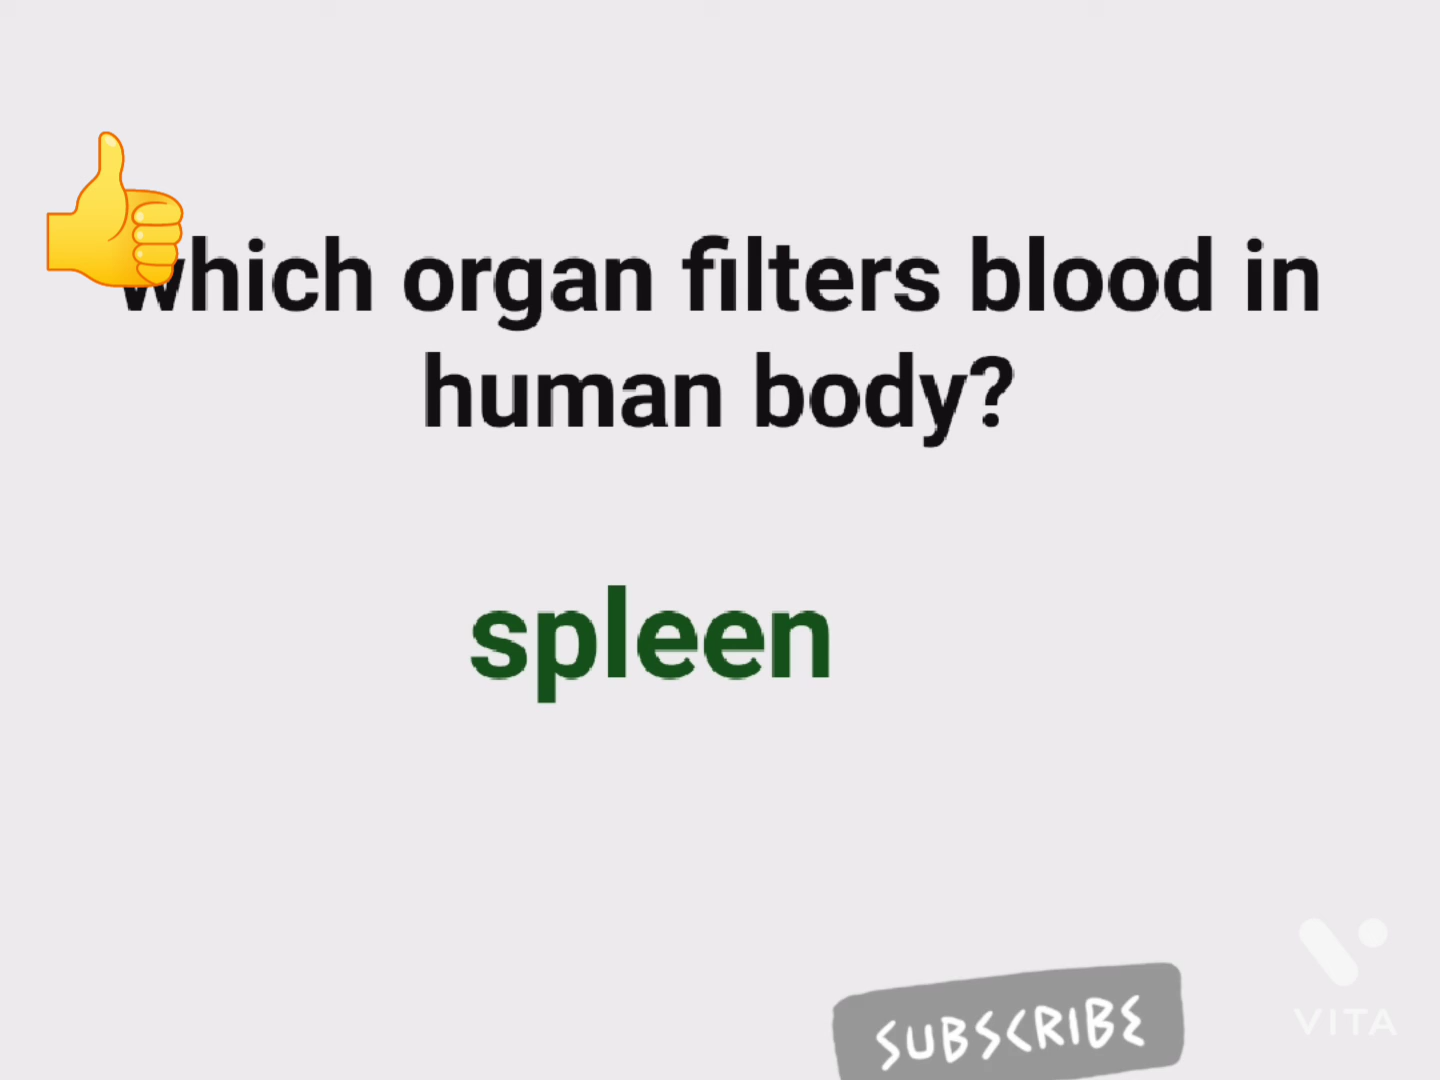 which organ filters blood in
human body?
spleen
SUBSCRIBE
VITA